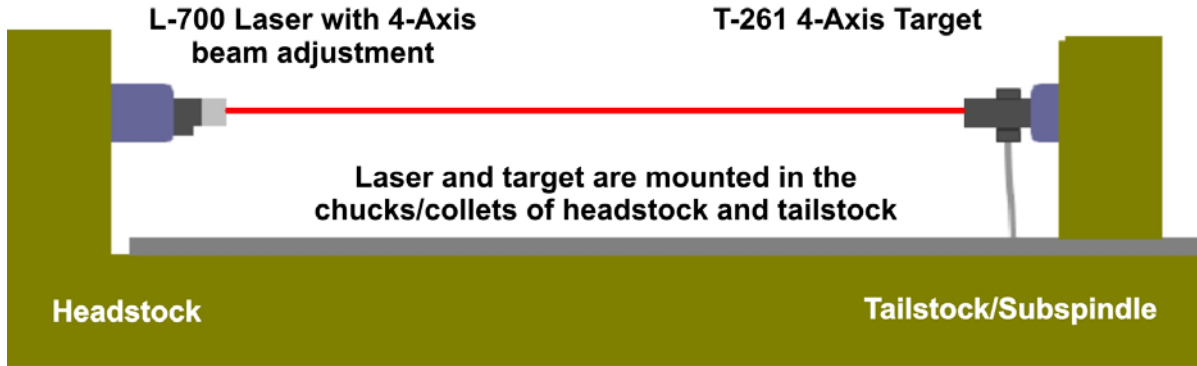 L-700 Laser with 4-Axis
beam adjustment
T-261 4-Axis Target
Laser and target are mounted in the
chucks/collets of headstock and tailstock
Headstock
Tailstock/Subspindle